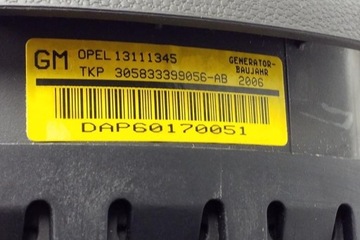 GM OPEL 13111345 GENERATOR-
BAUJAHR
TKP 305833399056-AB 2006
DAP60170051